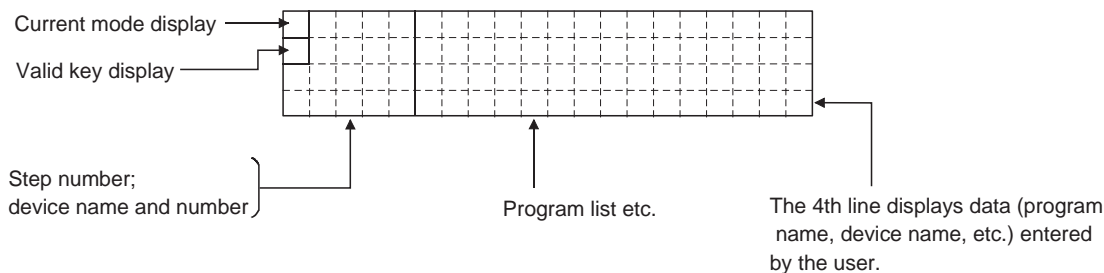 Current mode display
Valid key display
Step number;
device name and number
Program list etc.
The 4th line displays data (program
name, device name, etc.) entered
by the user.